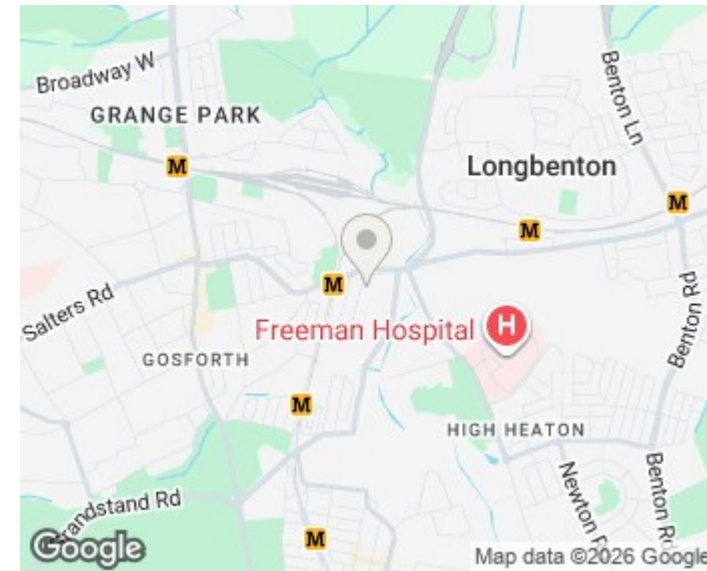 Broadway W
GRANGE PARK
M
Benton Ln
Longbenton
M
M
M
Salters Rd
Freeman Hospital
H
GOSFORTH
Benton Rd
M
HIGH HEATON
Grandstand Rd
Newton R
Benton Rd
M
Google
Map data ©2026 Google